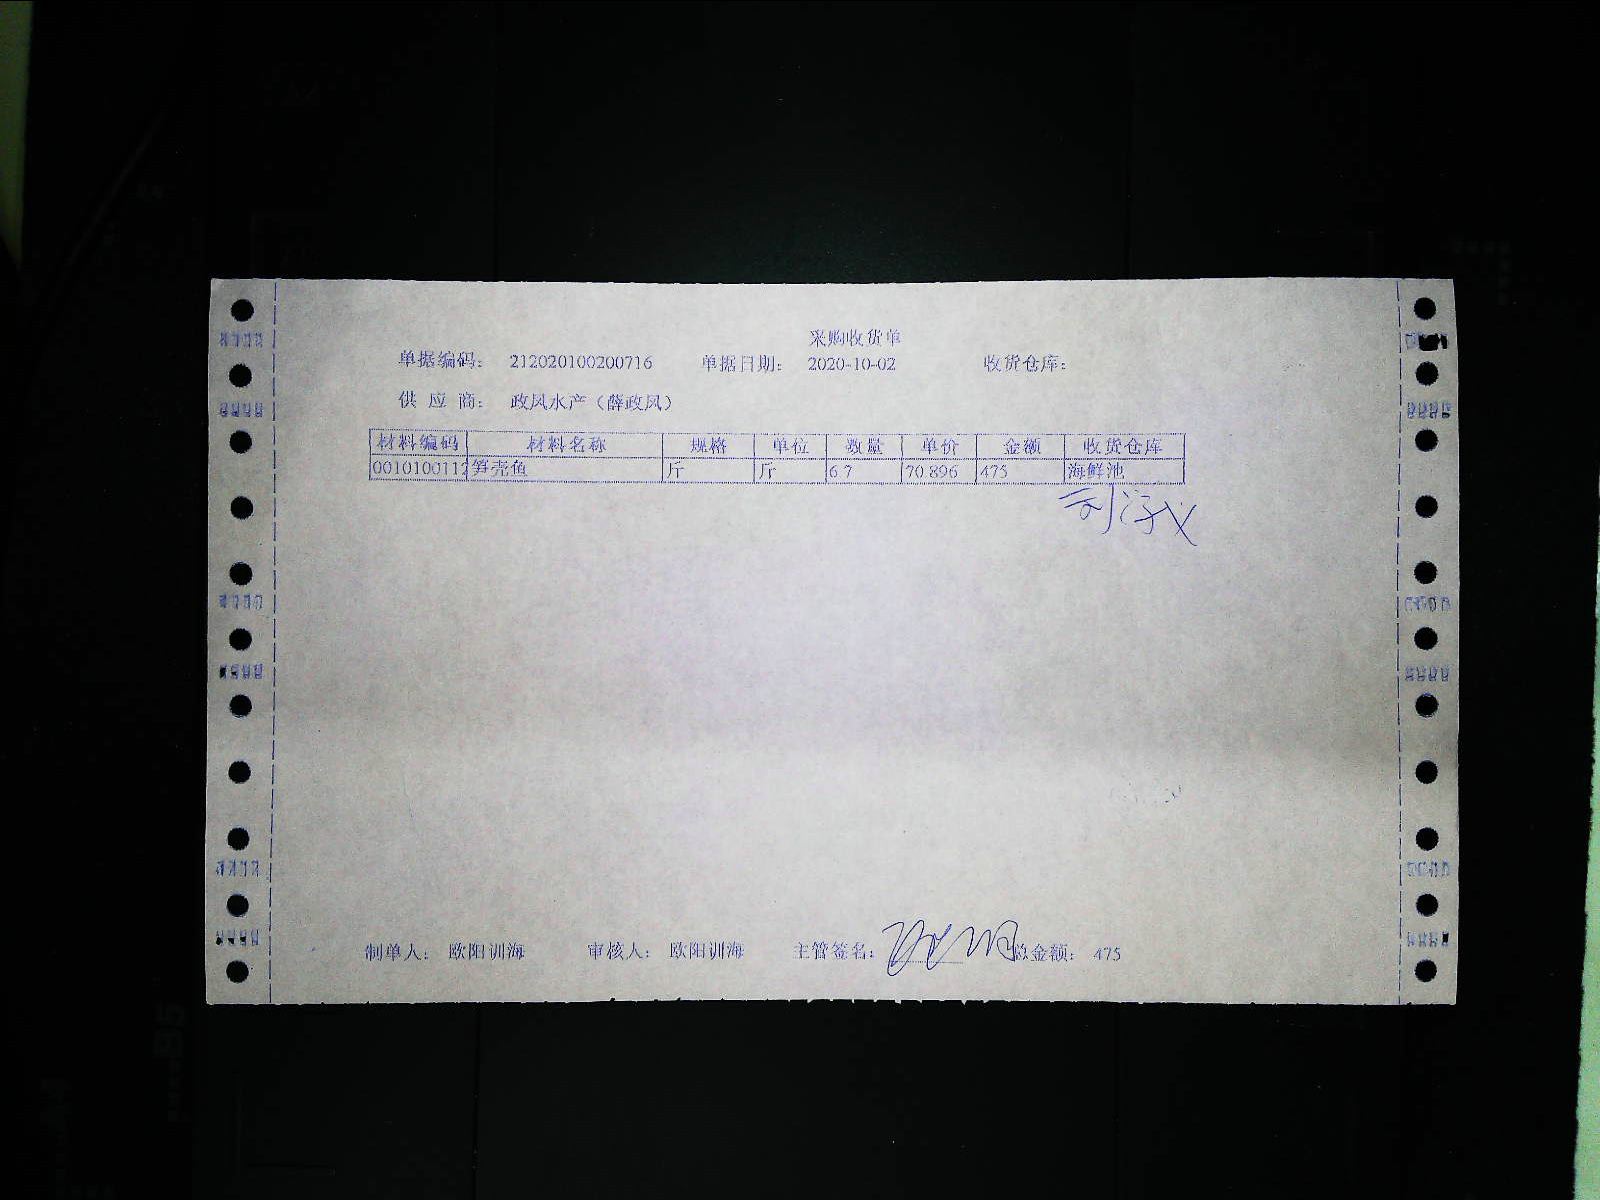 采购收货单
单据编码： 212020100200716 单据日期： 2020-10-02 收货仓库：
供 应 商： 政风水产（薛政风）
材料编码 材料名称 规格 单位 数量 单价 金额 收货仓库
0010100112 笋壳鱼 斤 斤 6.7 70.896 475 海鲜池
制单人： 欧阳训海 审核人： 欧阳训海 主管签名： 总金额： 475